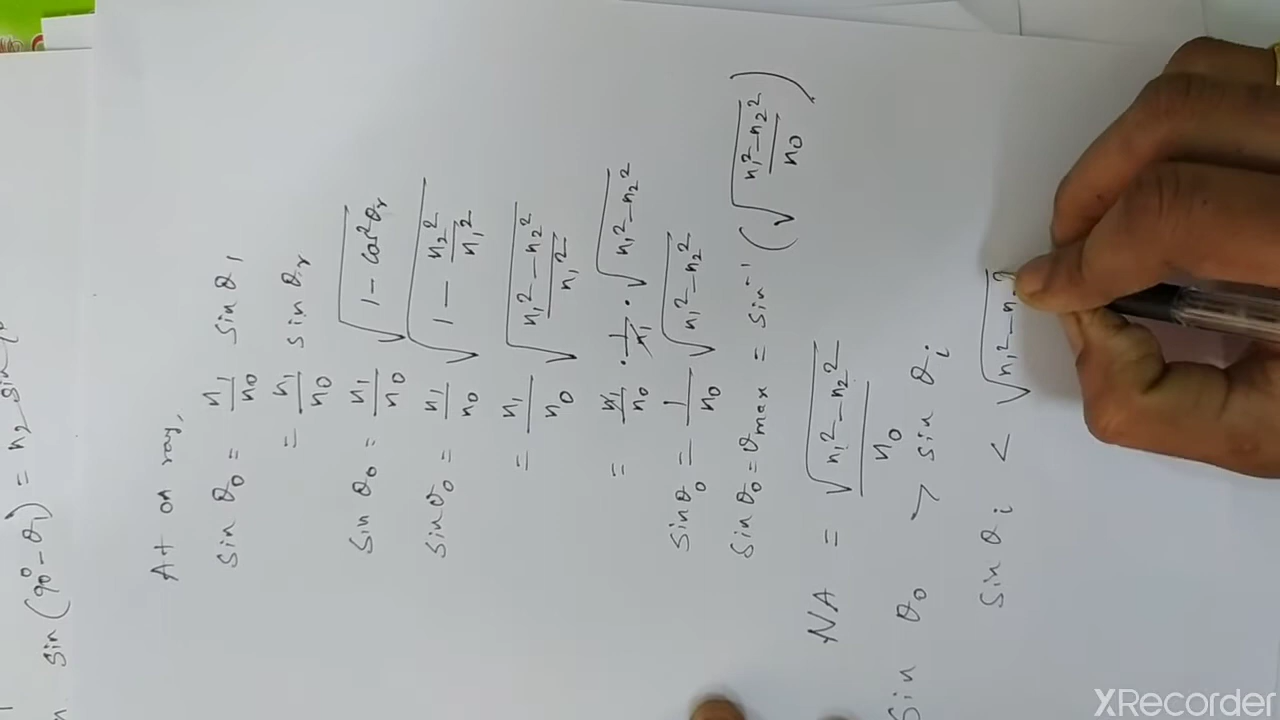 sin (90° - θ1) = n2 sin
At on ray,
Sin θ0 = n1/n0 sin θ1
= n1/n0 sin θr
Sin θ0 = n1/n0 √(1 - cos²θr)
Sin θ0 = n1/n0 √(1 - n2²/n1²)
= n1/n0 √((n1² - n2²)/n1²)
= n1/n0 · 1/n1 · √(n1² - n2²)
Sin θ0 = 1/n0 √(n1² - n2²)
Sin θ0 = θmax = Sin⁻¹ (√(n1² - n2²)/n0)
NA = √(n1² - n2²)/n0
Sin θ0 > sin θi
Sin θi < √(n1² - n
XRecorder